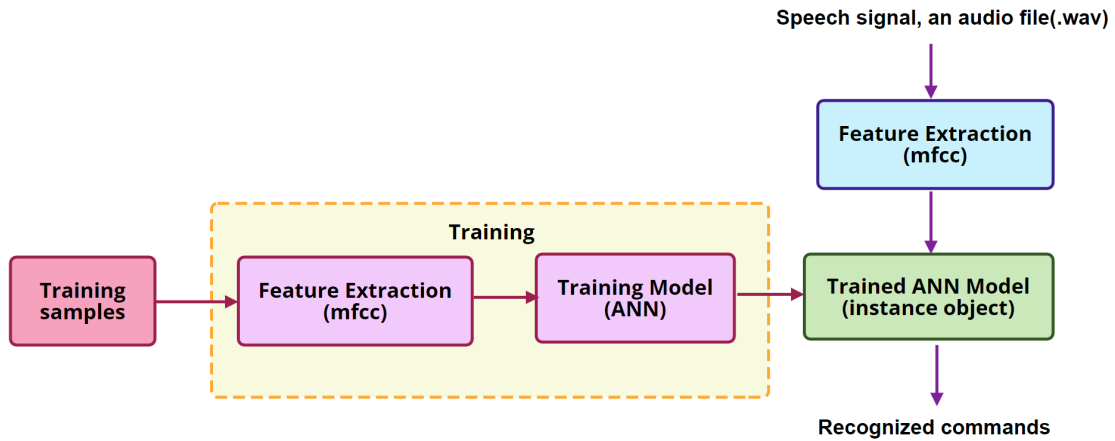 Speech signal, an audio file(.wav)
Feature Extraction
(mfcc)
Training
Training
samples
Feature Extraction
(mfcc)
Training Model
(ANN)
Trained ANN Model
(instance object)
Recognized commands